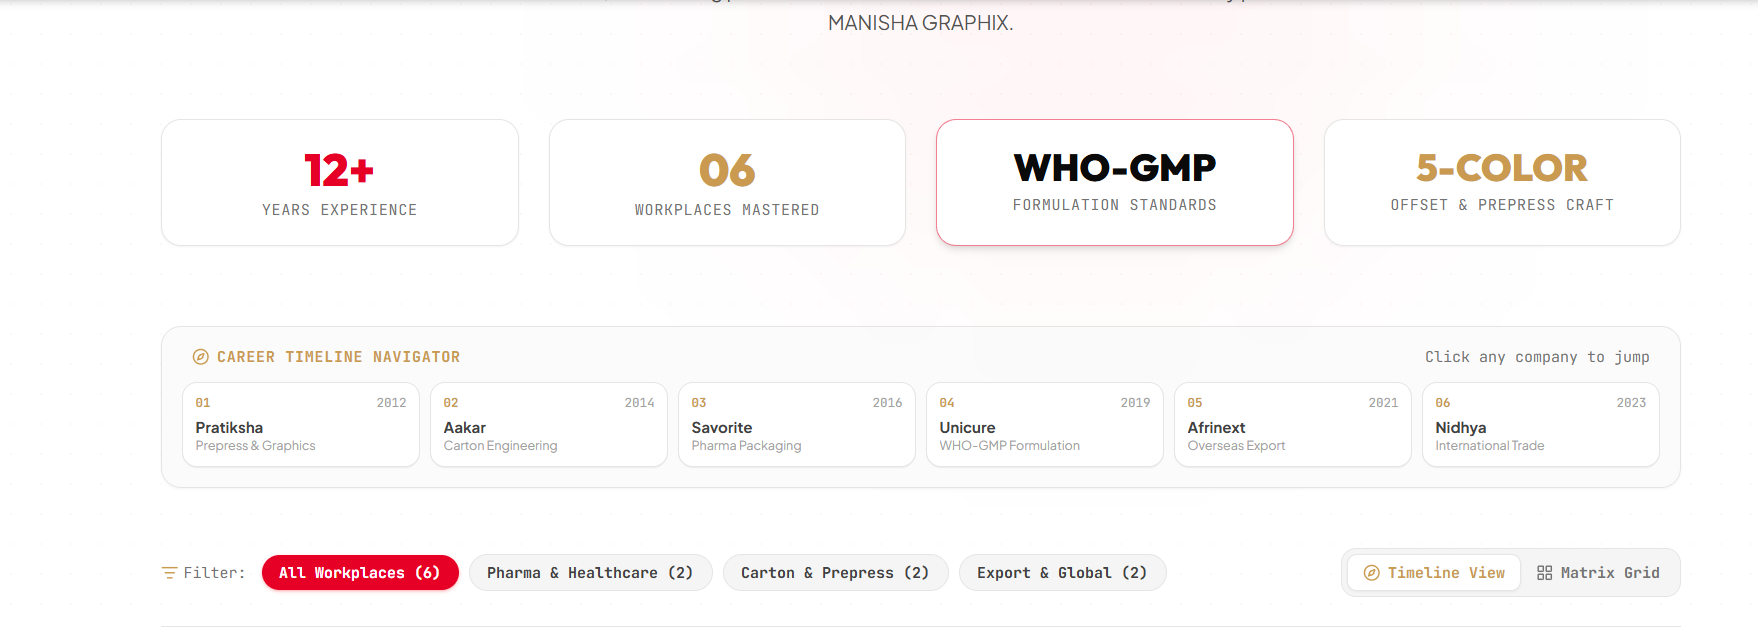 MANISHA GRAPHIX.
12+
YEARS EXPERIENCE
06
WORKPLACES MASTERED
WHO-GMP
FORMULATION STANDARDS
5-COLOR
OFFSET & PREPRESS CRAFT
CAREER TIMELINE NAVIGATOR
Click any company to jump
01 2012
Pratiksha
Prepress & Graphics
02 2014
Aakar
Carton Engineering
03 2016
Savorite
Pharma Packaging
04 2019
Unicure
WHO-GMP Formulation
05 2021
Afrinext
Overseas Export
06 2023
Nidhya
International Trade
Filter: All Workplaces (6) Pharma & Healthcare (2) Carton & Prepress (2) Export & Global (2) Timeline View Matrix Grid